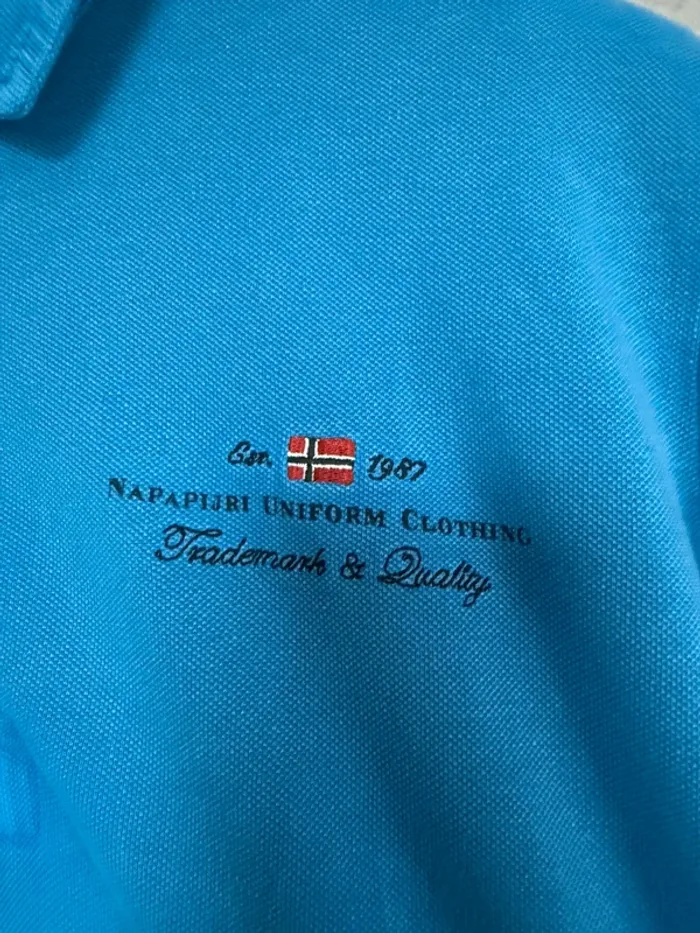 Est. 1987
NAPAPIJRI UNIFORM CLOTHING
Trademark & Quality